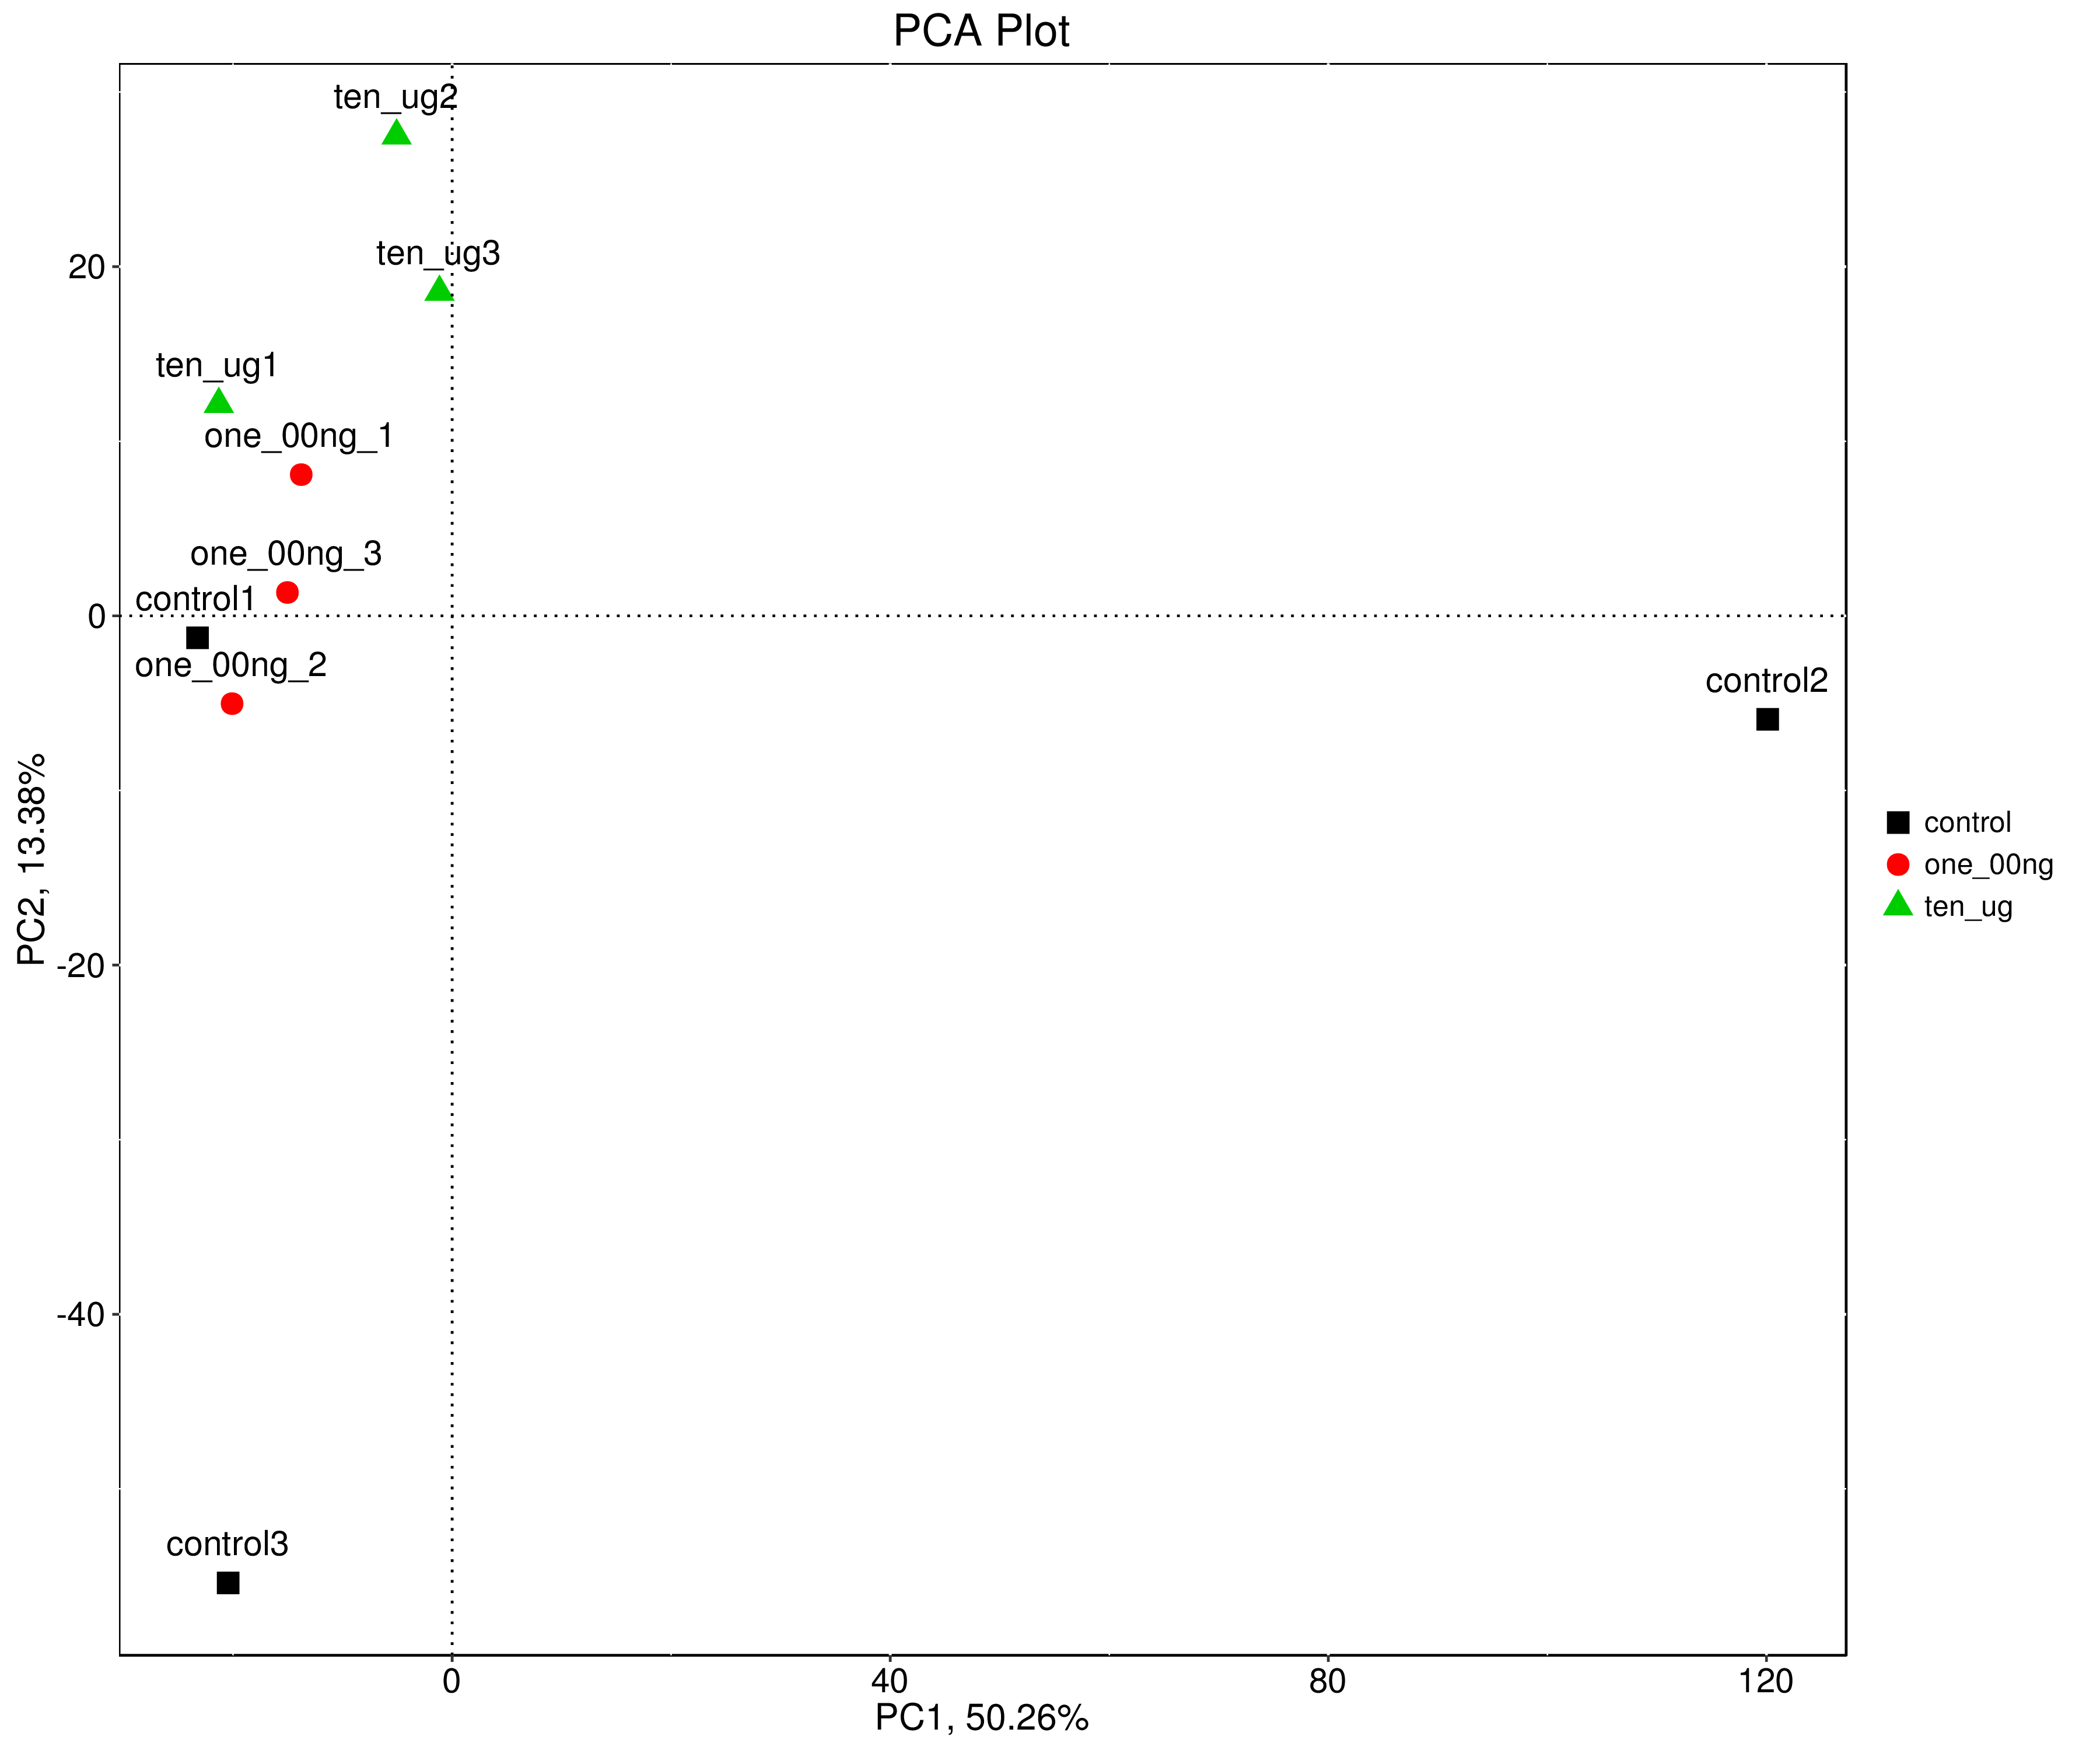 PCA Plot
ten_ug2
20
ten_ug3
ten_ug1
one_00ng_1
one_00ng_3
control1
0
one_00ng_2
control2
PC2, 13.38%
control
one_00ng
ten_ug
-20
-40
control3
0
40
80
120
PC1, 50.26%